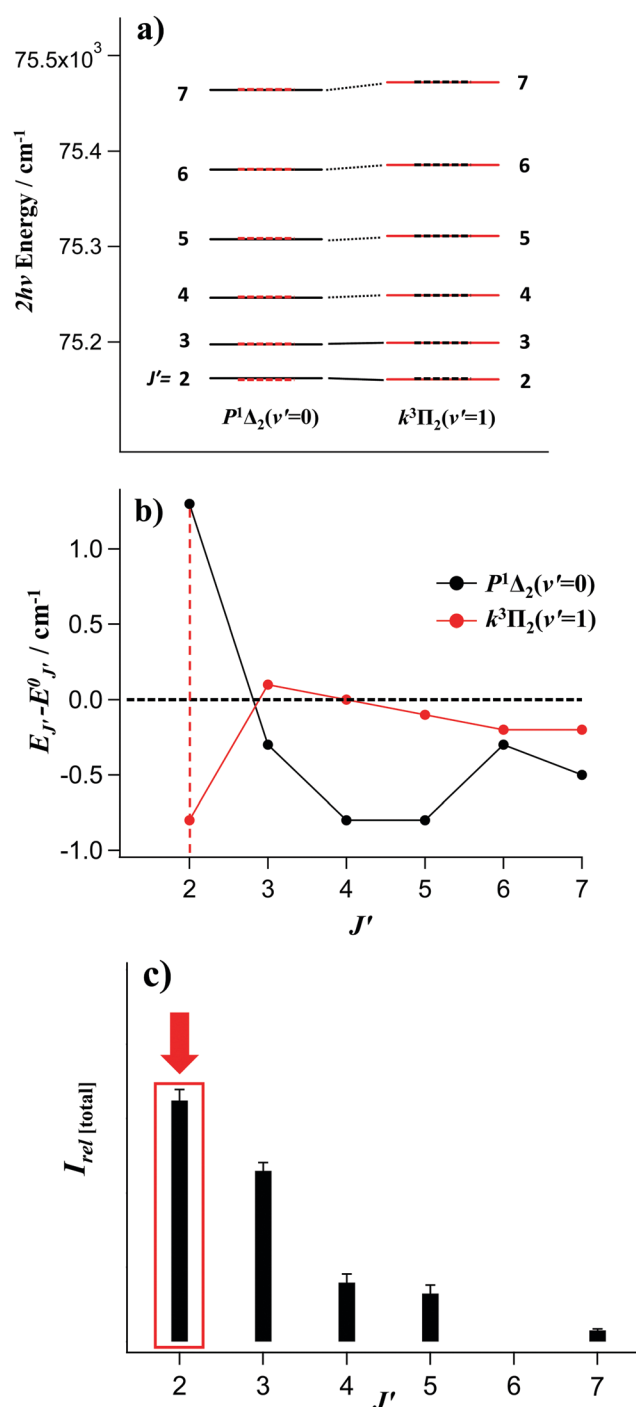 a)
75.5x10³
75.4
75.3
75.2
2hν Energy / cm⁻¹
7 7
6 6
5 5
4 4
3 3
J'= 2 2
P¹Δ₂(v'=0) k³Π₂(v'=1)
b)
1.0
0.5
0.0
-0.5
-1.0
E_J'-E⁰_J' / cm⁻¹
P¹Δ₂(v'=0)
k³Π₂(v'=1)
2 3 4 5 6 7
J'
c)
I_rel [total]
2 3 4 5 6 7
J'